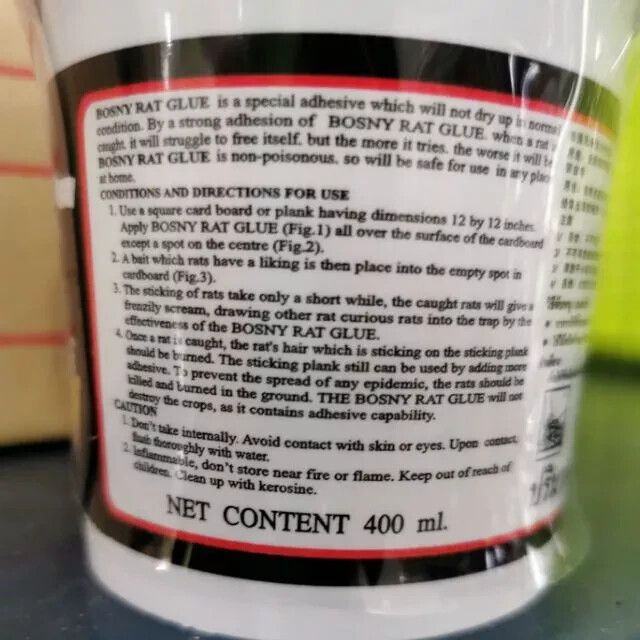 BOSNY RAT GLUE is a special adhesive which will not dry up in normal
condition. By a strong adhesion of BOSNY RAT GLUE. when a rat is
caught. it will struggle to free itself. but the more it tries. the worse it will be
BOSNY RAT GLUE is non-poisonous. so will be safe for use in any place
at home.
CONDITIONS AND DIRECTIONS FOR USE
1. Use a square card board or plank having dimensions 12 by 12 inches.
Apply BOSNY RAT GLUE (Fig.1) all over the surface of the cardboard
except a spot on the centre (Fig.2).
2. A bait which rats have a liking is then place into the empty spot in
cardboard (Fig.3).
3. The sticking of rats take only a short while, the caught rats will give a
frenzily scream, drawing other rat curious rats into the trap by the
effectiveness of the BOSNY RAT GLUE.
4. Once a rat is caught, the rat's hair which is sticking on the sticking plank
should be burned. The sticking plank still can be used by adding more
adhesive. To prevent the spread of any epidemic, the rats should be
killed and burned in the ground. THE BOSNY RAT GLUE will not
destroy the crops, as it contains adhesive capability.
CAUTION
1. Don't take internally. Avoid contact with skin or eyes. Upon contact,
flush thoroughly with water.
2. Inflammable, don't store near fire or flame. Keep out of reach of
children. Clean up with kerosine.
NET CONTENT 400 ml.